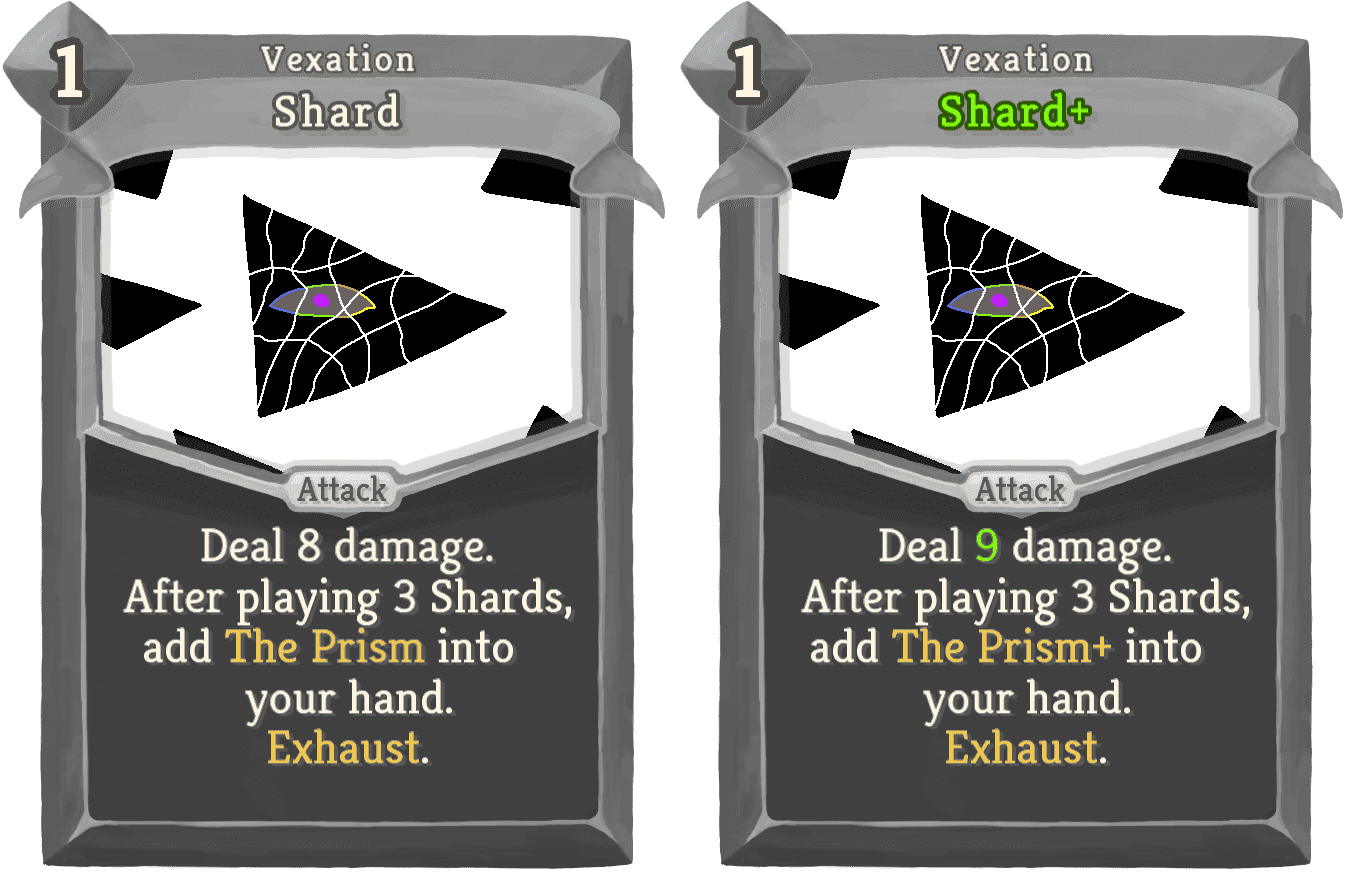 1
Vexation
Shard
Attack
Deal 8 damage.
After playing 3 Shards,
add The Prism into
your hand.
Exhaust.
1
Vexation
Shard+
Attack
Deal 9 damage.
After playing 3 Shards,
add The Prism+ into
your hand.
Exhaust.